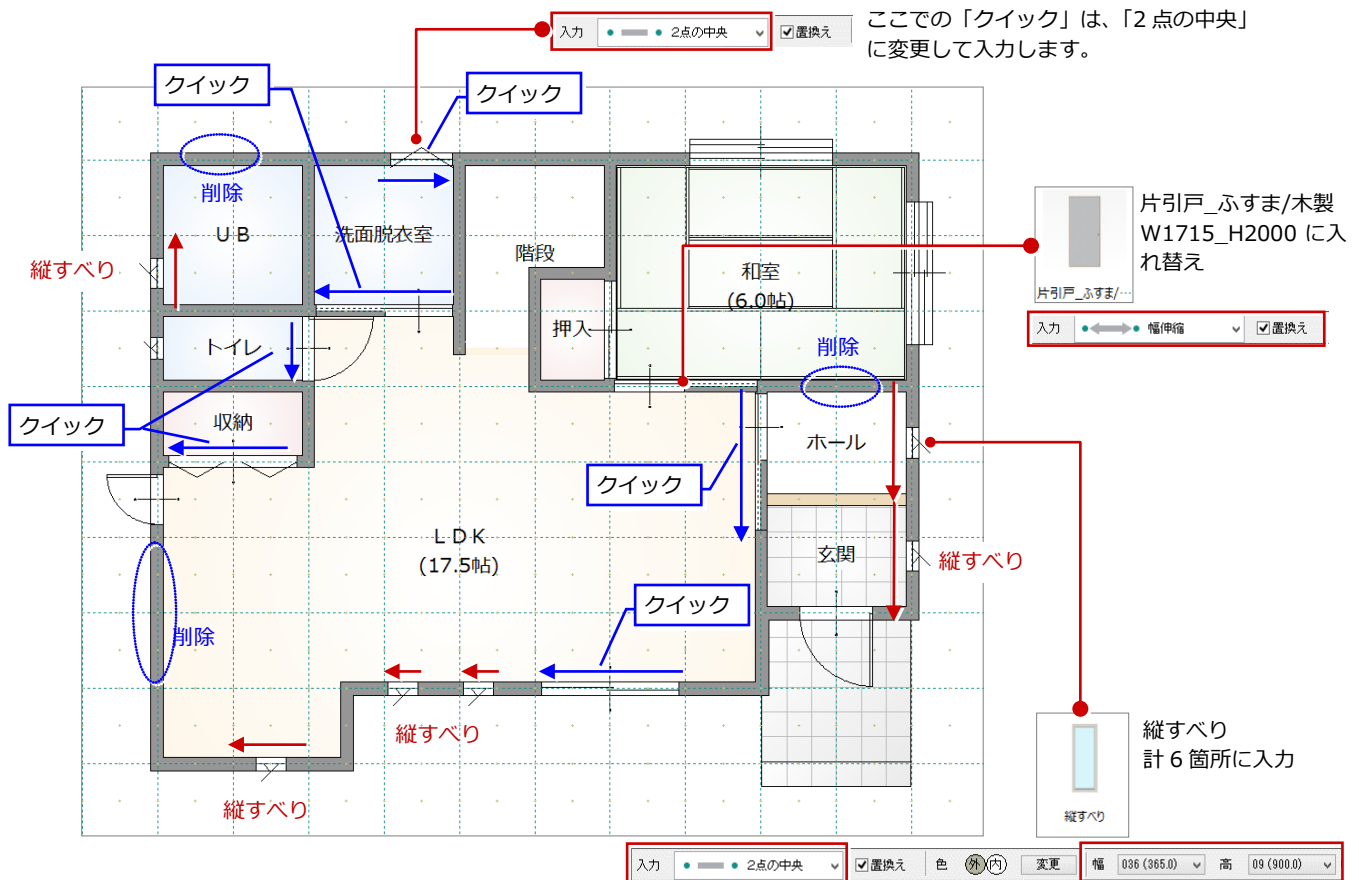 入力 2点の中央 置換え
ここでの「クイック」は、「2 点の中央」
に変更して入力します。
クイック
クイック
削除
UB
洗面脱衣室
階段
和室
(6.0帖)
縦すべり
片引戸_ふすま/木製
W1715_H2000 に入
れ替え
片引戸_ふすま/…
入力 幅伸縮 置換え
押入
トイレ
削除
クイック
収納
ホール
クイック
LDK
(17.5帖)
玄関
縦すべり
クイック
削除
縦すべり
縦すべり
縦すべり
計 6 箇所に入力
縦すべり
入力 2点の中央 置換え 色 外 内 変更 幅 036 (365.0) 高 09 (900.0)